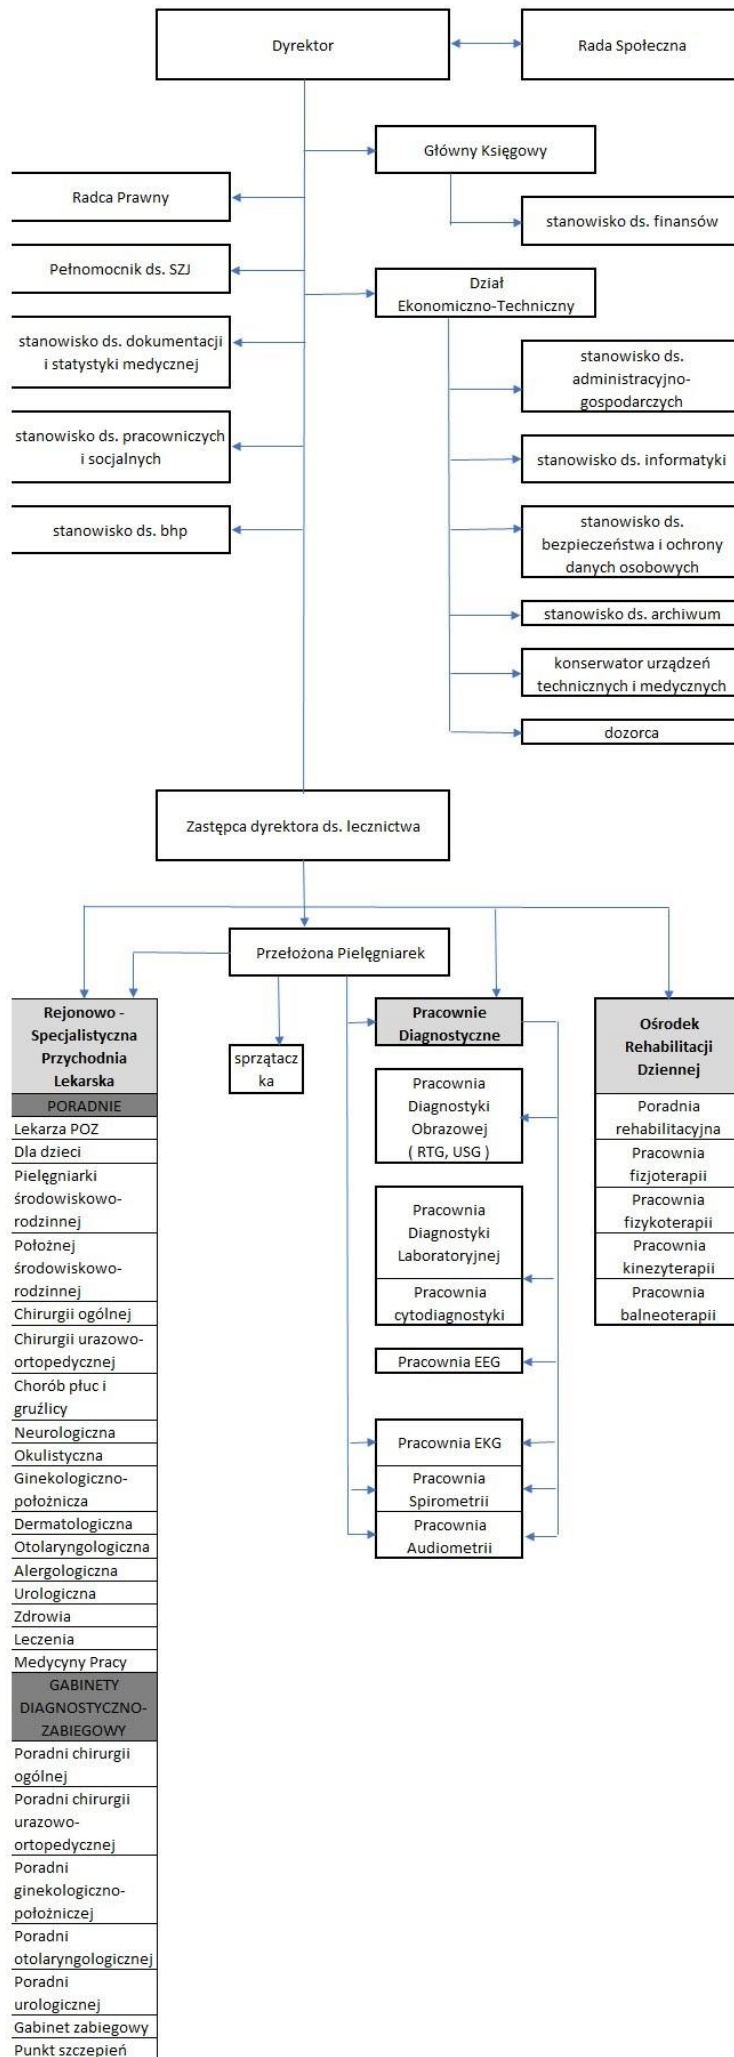 Dyrektor
Rada Społeczna
Główny Księgowy
Radca Prawny
stanowisko ds. finansów
Pełnomocnik ds. SZJ
Dział
Ekonomiczno-Techniczny
stanowisko ds. dokumentacji
i statystyki medycznej
stanowisko ds.
administracyjno-
gospodarczych
stanowisko ds. pracowniczych
i socjalnych
stanowisko ds. informatyki
stanowisko ds. bhp
stanowisko ds.
bezpieczeństwa i ochrony
danych osobowych
stanowisko ds. archiwum
konserwator urządzeń
technicznych i medycznych
dozorca
Zastępca dyrektora ds. lecznictwa
Przełożona Pielęgniarek
Rejonowo -
Specjalistyczna
Przychodnia
Lekarska
PORADNIE
Lekarza POZ
Dla dzieci
Pielęgniarki
środowiskowo-
rodzinnej
Położnej
środowiskowo-
rodzinnej
Chirurgii ogólnej
Chirurgii urazowo-
ortopedycznej
Chorób płuc i
gruźlicy
Neurologiczna
Okulistyczna
Ginekologiczno-
położnicza
Dermatologiczna
Otolaryngologiczna
Alergologiczna
Urologiczna
Zdrowia
Leczenia
Medycyny Pracy
GABINETY
DIAGNOSTYCZNO-
ZABIEGOWY
Poradni chirurgii
ogólnej
Poradni chirurgii
urazowo-
ortopedycznej
Poradni
ginekologiczno-
położniczej
Poradni
otolaryngologicznej
Poradni
urologicznej
Gabinet zabiegowy
Punkt szczepień
sprzątacz
ka
Pracownie
Diagnostyczne
Pracownia
Diagnostyki
Obrazowej
( RTG, USG )
Pracownia
Diagnostyki
Laboratoryjnej
Pracownia
cytodiagnostyki
Pracownia EEG
Pracownia EKG
Pracownia
Spirometrii
Pracownia
Audiometrii
Ośrodek
Rehabilitacji
Dziennej
Poradnia
rehabilitacyjna
Pracownia
fizjoterapii
Pracownia
fizykoterapii
Pracownia
kinezyterapii
Pracownia
balneoterapii